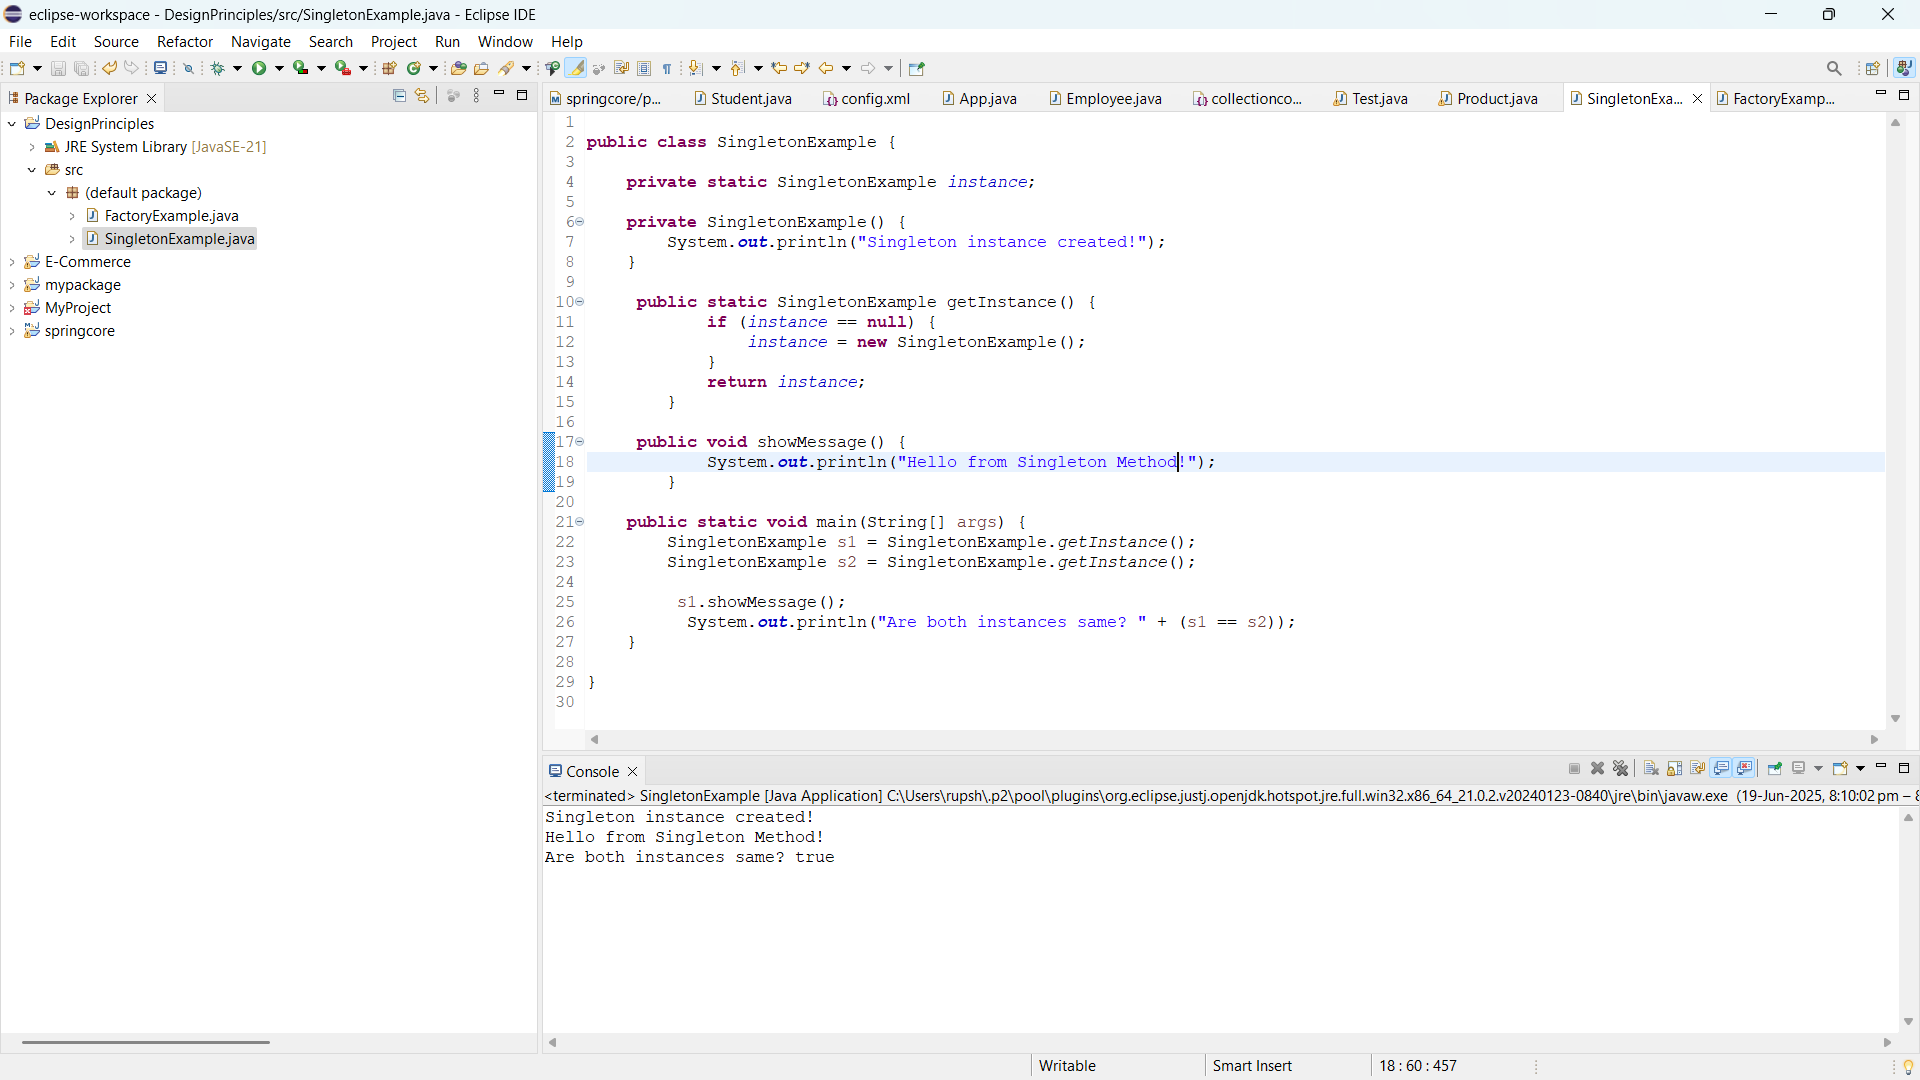 eclipse-workspace - DesignPrinciples/src/SingletonExample.java - Eclipse IDE
File Edit Source Refactor Navigate Search Project Run Window Help
Package Explorer
DesignPrinciples
JRE System Library [JavaSE-21]
src
(default package)
FactoryExample.java
SingletonExample.java
E-Commerce
mypackage
MyProject
springcore
springcore/p... Student.java config.xml App.java Employee.java collectionco... Test.java Product.java SingletonExa... FactoryExamp...
1
2 public class SingletonExample {
3
4 private static SingletonExample instance;
5
6 private SingletonExample() {
7 System.out.println("Singleton instance created!");
8 }
9
10 public static SingletonExample getInstance() {
11 if (instance == null) {
12 instance = new SingletonExample();
13 }
14 return instance;
15 }
16
17 public void showMessage() {
18 System.out.println("Hello from Singleton Method!");
19 }
20
21 public static void main(String[] args) {
22 SingletonExample s1 = SingletonExample.getInstance();
23 SingletonExample s2 = SingletonExample.getInstance();
24
25 s1.showMessage();
26 System.out.println("Are both instances same? " + (s1 == s2));
27 }
28
29 }
30
Console
<terminated> SingletonExample [Java Application] C:\Users\rupsh\.p2\pool\plugins\org.eclipse.justj.openjdk.hotspot.jre.full.win32.x86_64_21.0.2.v20240123-0840\jre\bin\javaw.exe (19-Jun-2025, 8:10:02 pm – 8
Singleton instance created!
Hello from Singleton Method!
Are both instances same? true
Writable Smart Insert 18 : 60 : 457